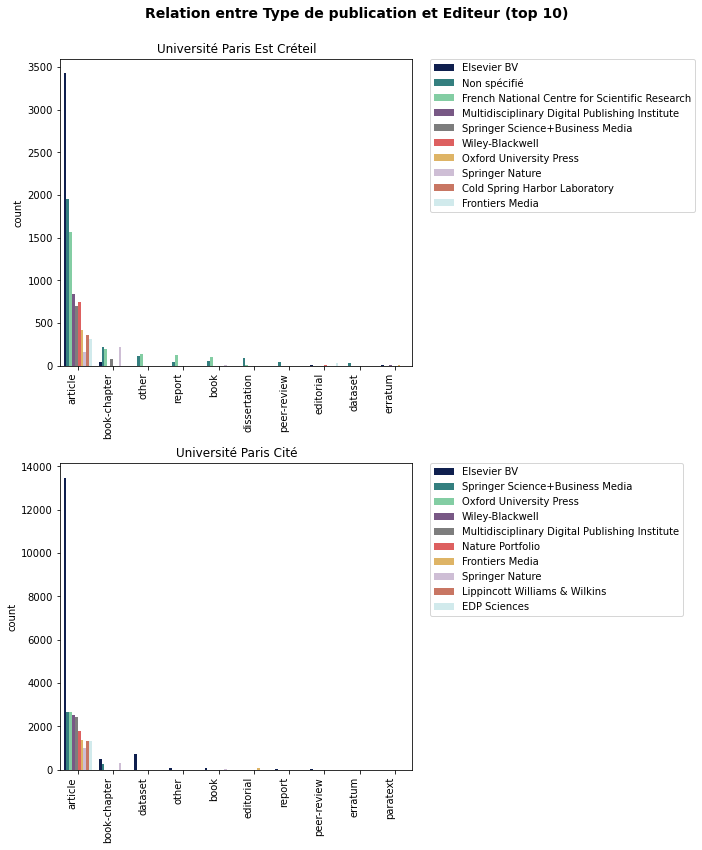 Relation entre Type de publication et Editeur (top 10)
Université Paris Est Créteil
3500
3000
2500
2000
1500
1000
500
0
count
article
book-chapter
other
report
book
dissertation
peer-review
editorial
dataset
erratum
Elsevier BV
Non spécifié
French National Centre for Scientific Research
Multidisciplinary Digital Publishing Institute
Springer Science+Business Media
Wiley-Blackwell
Oxford University Press
Springer Nature
Cold Spring Harbor Laboratory
Frontiers Media
Université Paris Cité
14000
12000
10000
8000
6000
4000
2000
0
count
article
book-chapter
dataset
other
book
editorial
report
peer-review
erratum
paratext
Elsevier BV
Springer Science+Business Media
Oxford University Press
Wiley-Blackwell
Multidisciplinary Digital Publishing Institute
Nature Portfolio
Frontiers Media
Springer Nature
Lippincott Williams & Wilkins
EDP Sciences